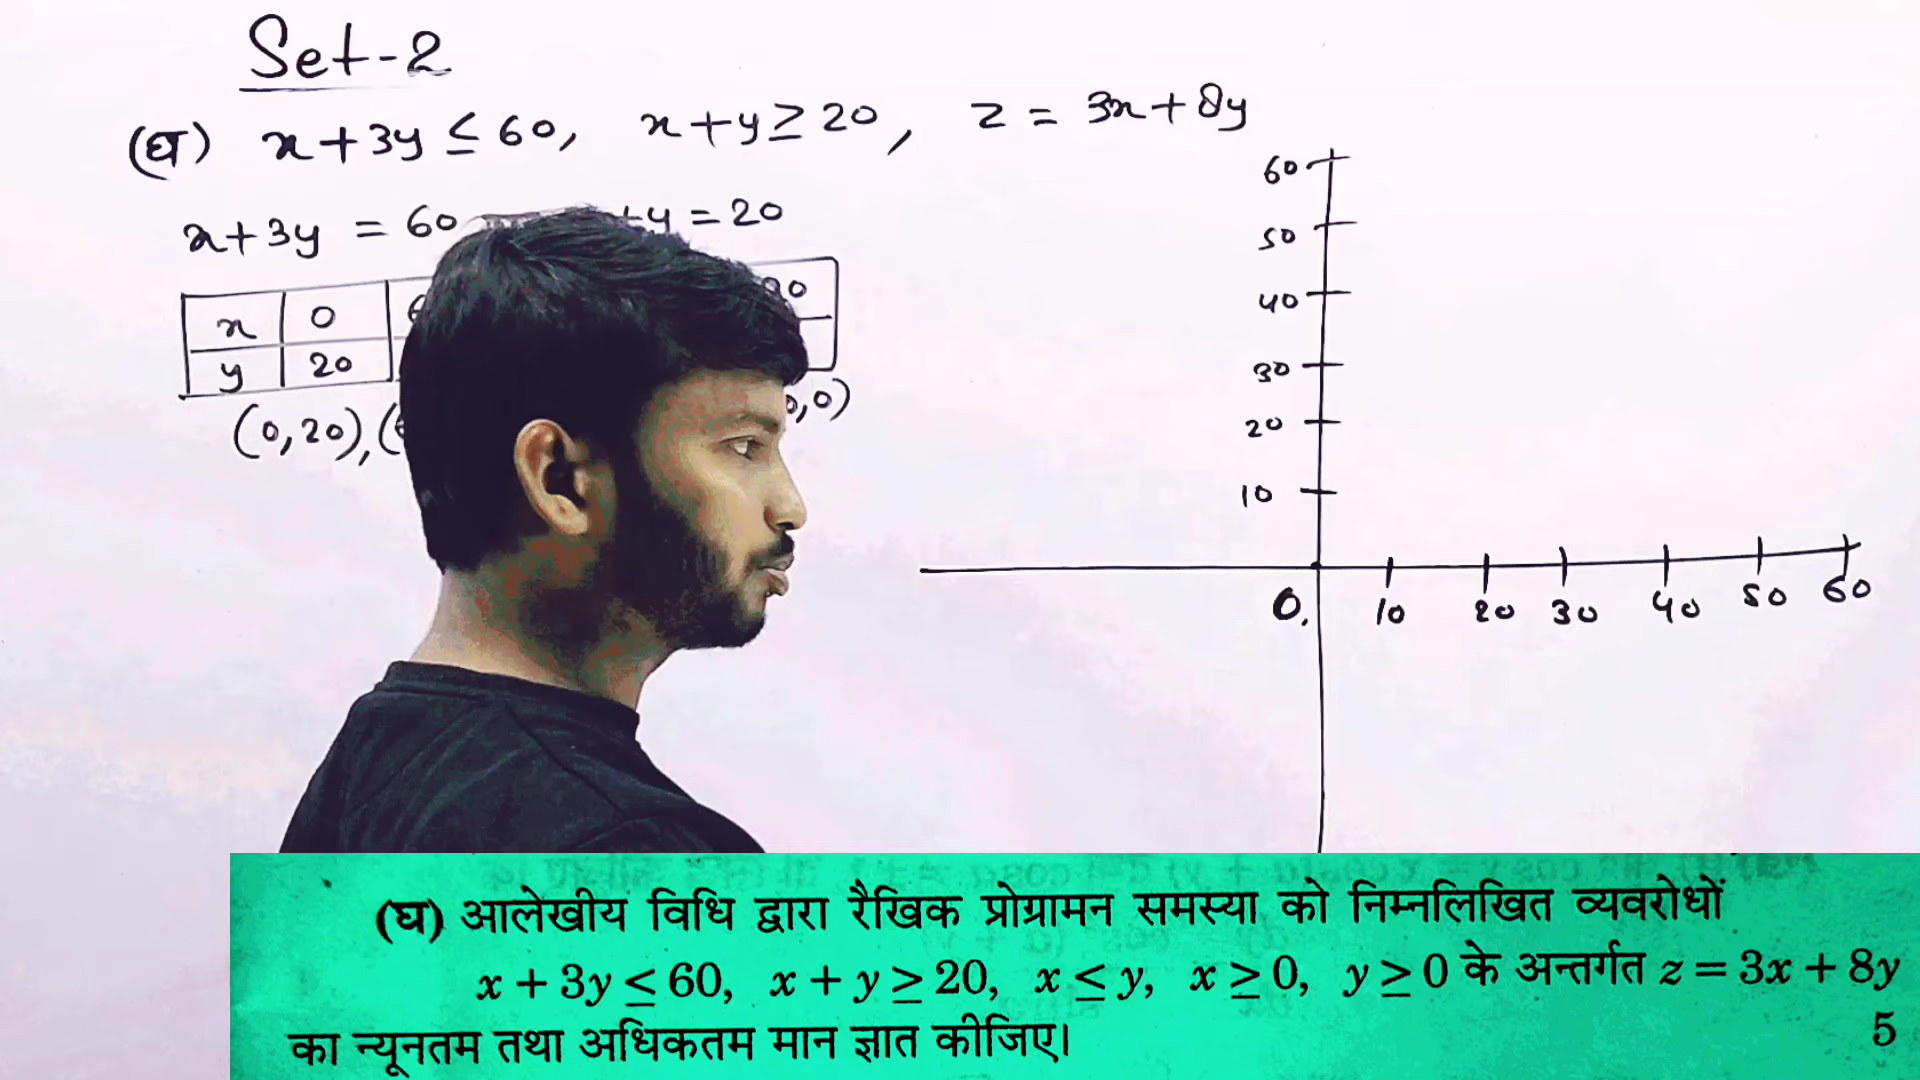 Set-2
(घ) x+3y ≤ 60, x+y ≥ 20, z = 3x+8y
x+3y = 60 +y = 20
x 0
y 20
(0,20),( ,0)
60
50
40
30
20
10
0. 10 20 30 40 50 60
(घ) आलेखीय विधि द्वारा रैखिक प्रोग्रामन समस्या को निम्नलिखित व्यवरोधों
x + 3y ≤ 60, x + y ≥ 20, x ≤ y, x ≥ 0, y ≥ 0 के अन्तर्गत z = 3x + 8y
का न्यूनतम तथा अधिकतम मान ज्ञात कीजिए। 5